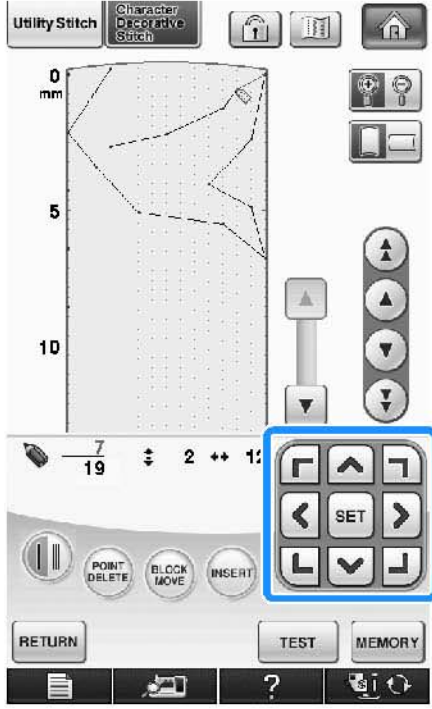 Utility Stitch
Character
Decorative
Stitch
0
mm
5
10
7
19
2
12
SET
POINT
DELETE
BLOCK
MOVE
INSERT
RETURN
TEST
MEMORY
?